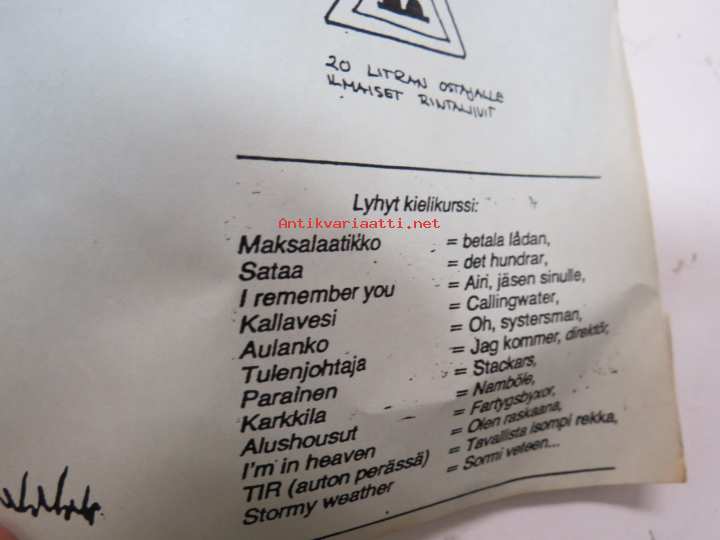 20 LITRAN OSTAJALLE
ILMAISET RINTALIIVIT
Lyhyt kielikurssi:
Antikvariaatti.net
Maksalaatikko = betala lådan,
Sataa = det hundrar,
I remember you = Airi, jäsen sinulle,
Kallavesi = Callingwater,
Aulanko = Oh, systersman,
Tulenjohtaja = Jag kommer, direktör,
Parainen = Stackars,
Karkkila = Namböle,
Alushousut = Fartygsbyxor,
I'm in heaven = Olen raskaana,
TIR (auton perässä) = Tavallista isompi rekka,
Stormy weather = Sormi veteen...